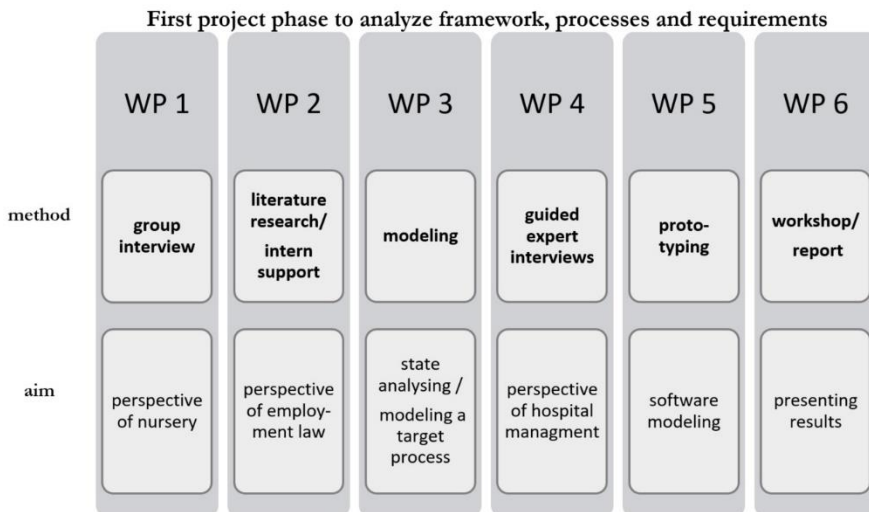 First project phase to analyze framework, processes and requirements
WP 1
WP 2
WP 3
WP 4
WP 5
WP 6
method
group
interview
literature
research/
intern
support
modeling
guided
expert
interviews
proto-
typing
workshop/
report
aim
perspective
of nursery
perspective
of employ-
ment law
state
analysing /
modeling a
target
process
perspective
of hospital
managment
software
modeling
presenting
results